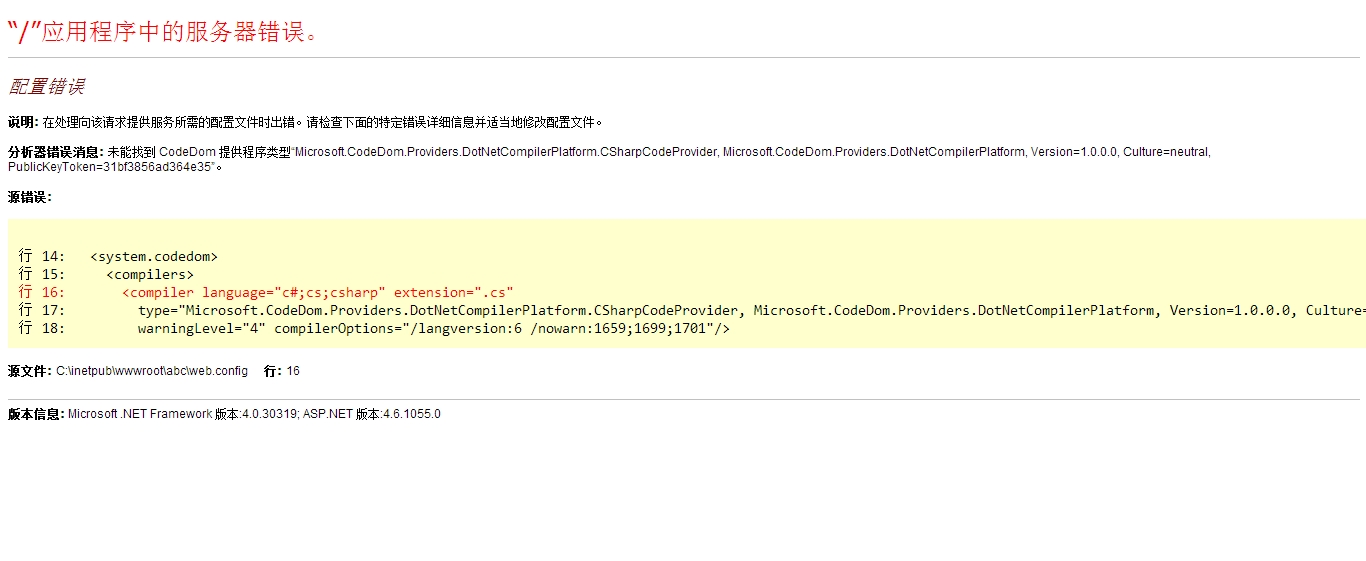 “/”应用程序中的服务器错误。
配置错误
说明: 在处理向该请求提供服务所需的配置文件时出错。请检查下面的特定错误详细信息并适当地修改配置文件。
分析器错误消息: 未能找到 CodeDom 提供程序类型“Microsoft.CodeDom.Providers.DotNetCompilerPlatform.CSharpCodeProvider, Microsoft.CodeDom.Providers.DotNetCompilerPlatform, Version=1.0.0.0, Culture=neutral,
PublicKeyToken=31bf3856ad364e35”。
源错误:
行 14:   <system.codedom>
行 15:     <compilers>
行 16:       <compiler language="c#;cs;csharp" extension=".cs"
行 17:         type="Microsoft.CodeDom.Providers.DotNetCompilerPlatform.CSharpCodeProvider, Microsoft.CodeDom.Providers.DotNetCompilerPlatform, Version=1.0.0.0, Culture=
行 18:         warningLevel="4" compilerOptions="/langversion:6 /nowarn:1659;1699;1701"/>
源文件: C:\inetpub\wwwroot\abc\web.config    行: 16
版本信息: Microsoft .NET Framework 版本:4.0.30319; ASP.NET 版本:4.6.1055.0